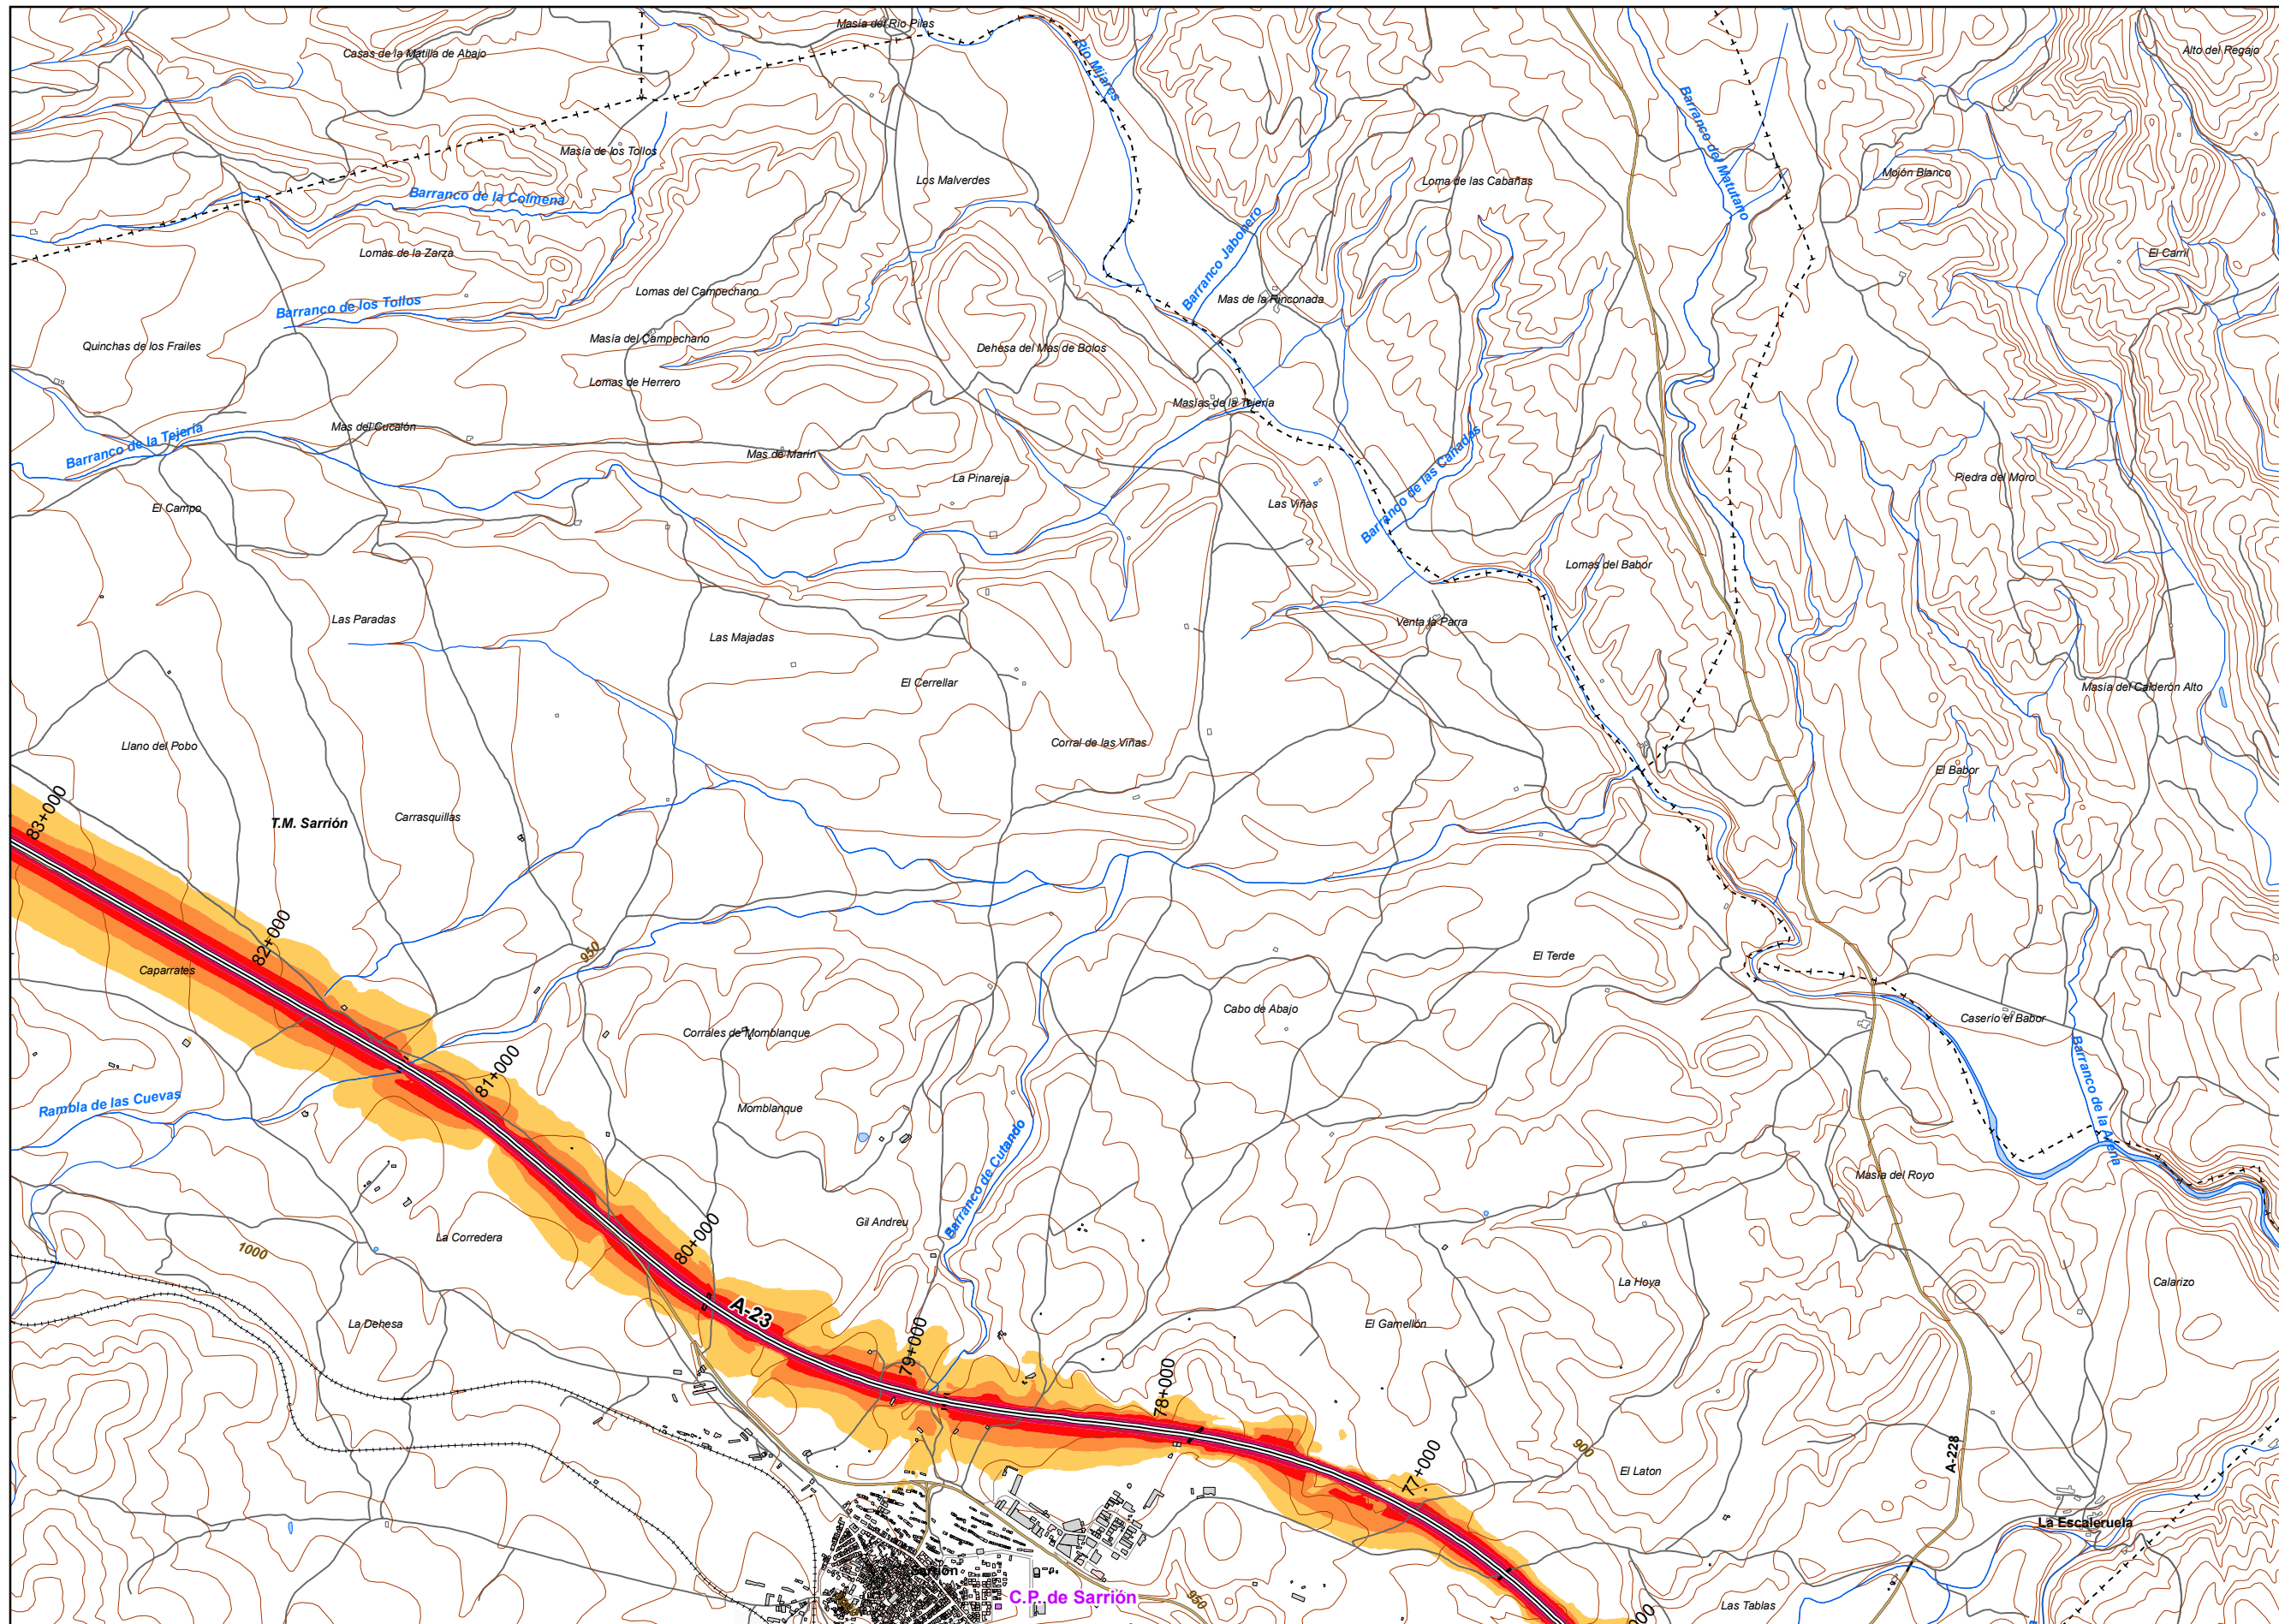 Masía del Río Pilas
Casas de la Matilla de Abajo
Alto del Regajo
Río Mijares
Barranco del Matutano
Masía de los Tollos
Los Malverdes
Loma de las Cabañas
Mojón Blanco
Barranco de la Colmena
Lomas de la Zarza
El Carril
Barranco Jabonero
Lomas del Campechano
Mas de la Rinconada
Barranco de los Tollos
Quinchas de los Frailes
Masía del Campechano
Dehesa del Mas de Bolos
Lomas de Herrero
Masías de la Tejería
Barranco de la Tejería
Mas del Cucalón
Mas de Marín
Barranco de las Cañadas
La Pinareja
Piedra del Moro
Las Viñas
El Campo
Lomas del Babor
Las Paradas
Las Majadas
Venta la Parra
El Cerrellar
Masía del Calderón Alto
Llano del Pobo
Corral de las Viñas
El Babor
83+000
T.M. Sarrión
Carrasquillas
82+000
950
El Terde
Caparrates
Cabo de Abajo
Caserío el Babor
Corrales de Momblanque
81+000
Barranco de la Arena
Rambla de las Cuevas
Momblanque
Barranco de Cutando
Masía del Royo
Gil Andreu
La Corredera
80+000
1000
La Hoya
Calarizo
A-23
La Dehesa
El Gamellón
79+000
78+000
900
77+000
El Laton
A-228
La Escaleruela
C.P. de Sarrión
950
Las Tablas